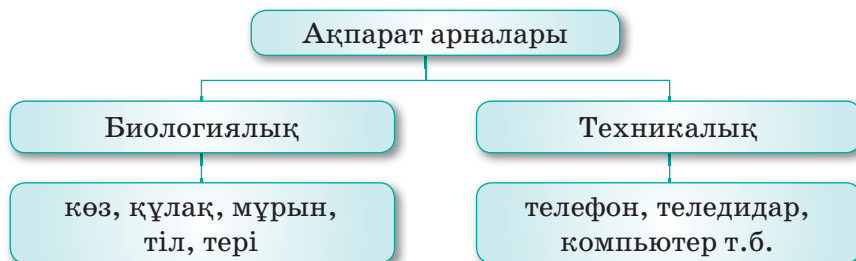 Ақпарат арналары
Биологиялық
Техникалық
көз, құлақ, мұрын,
тіл, тері
телефон, теледидар,
компьютер т.б.